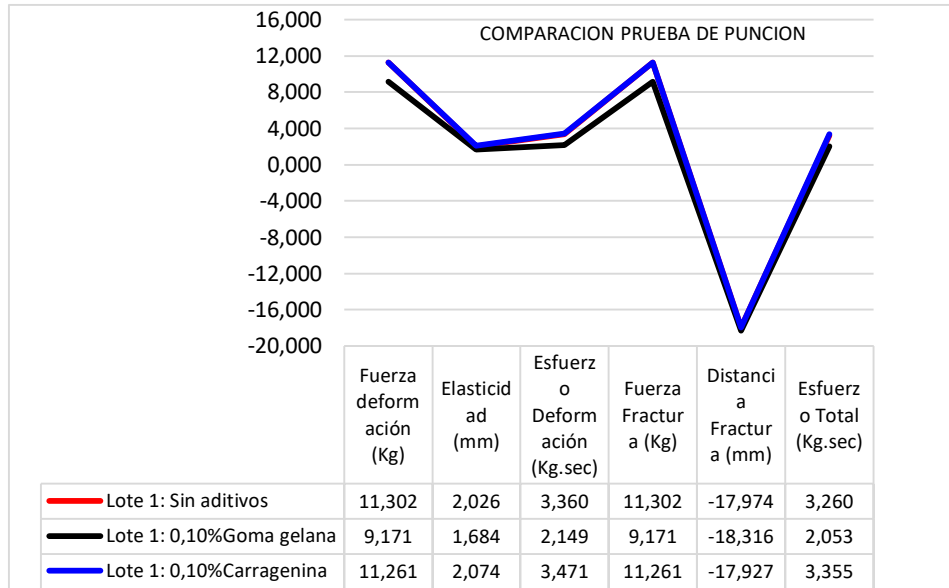 COMPARACION PRUEBA DE PUNCION
16,000
12,000
8,000
4,000
0,000
-4,000
-8,000
-12,000
-16,000
-20,000
Fuerza
deform
ación
(Kg)
Elasticid
ad
(mm)
Esfuerz
o
Deform
ación
(Kg.sec)
Fuerza
Fractur
a (Kg)
Distanci
a
Fractur
a (mm)
Esfuerz
o Total
(Kg.sec)
Lote 1: Sin aditivos 11,302 2,026 3,360 11,302 -17,974 3,260
Lote 1: 0,10%Goma gelana 9,171 1,684 2,149 9,171 -18,316 2,053
Lote 1: 0,10%Carragenina 11,261 2,074 3,471 11,261 -17,927 3,355